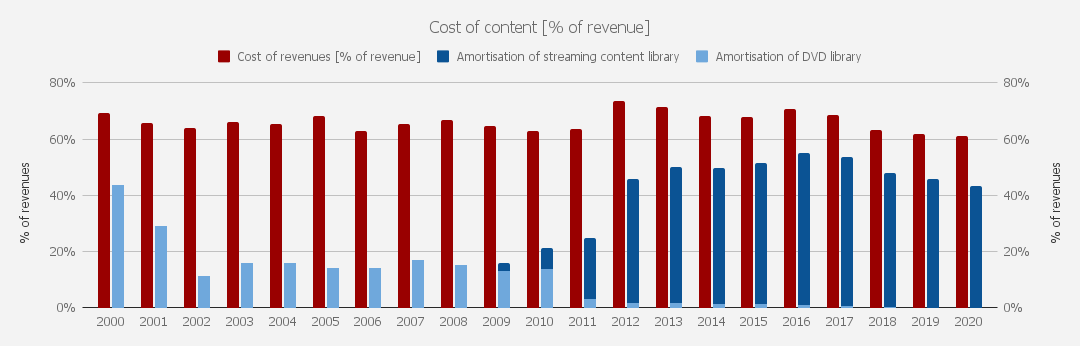 Cost of content [% of revenue]
Cost of revenues [% of revenue] Amortisation of streaming content library Amortisation of DVD library
80% 80%
60% 60%
40% 40%
20% 20%
0% 0%
% of revenues
% of revenues
2000 2001 2002 2003 2004 2005 2006 2007 2008 2009 2010 2011 2012 2013 2014 2015 2016 2017 2018 2019 2020